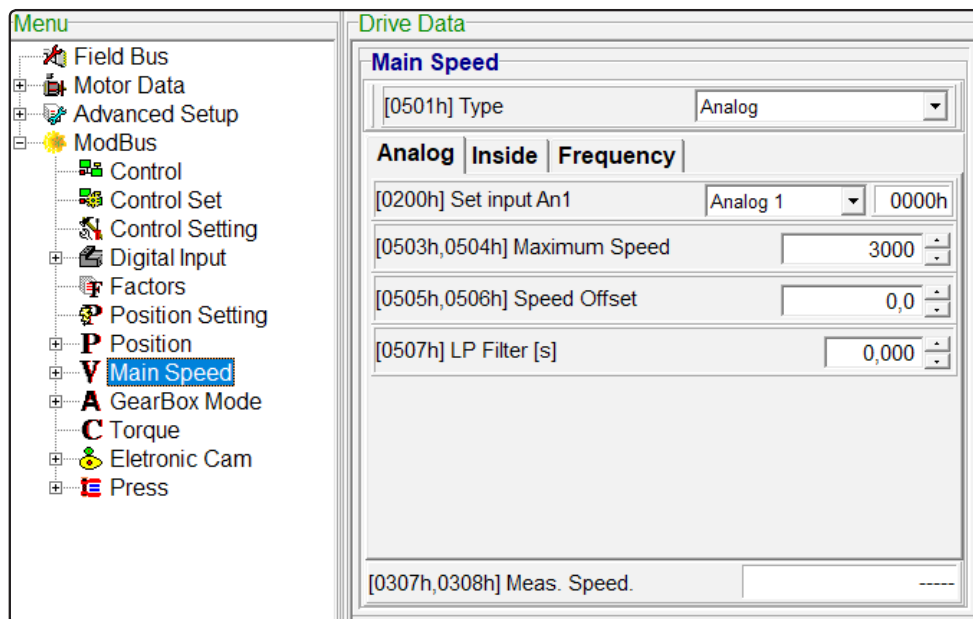 Menu
Field Bus
Motor Data
Advanced Setup
ModBus
Control
Control Set
Control Setting
Digital Input
Factors
Position Setting
P Position
V Main Speed
A GearBox Mode
C Torque
Eletronic Cam
Press
Drive Data
Main Speed
[0501h] Type Analog
Analog Inside Frequency
[0200h] Set input An1 Analog 1 0000h
[0503h,0504h] Maximum Speed 3000
[0505h,0506h] Speed Offset 0,0
[0507h] LP Filter [s] 0,000
[0307h,0308h] Meas. Speed. -----